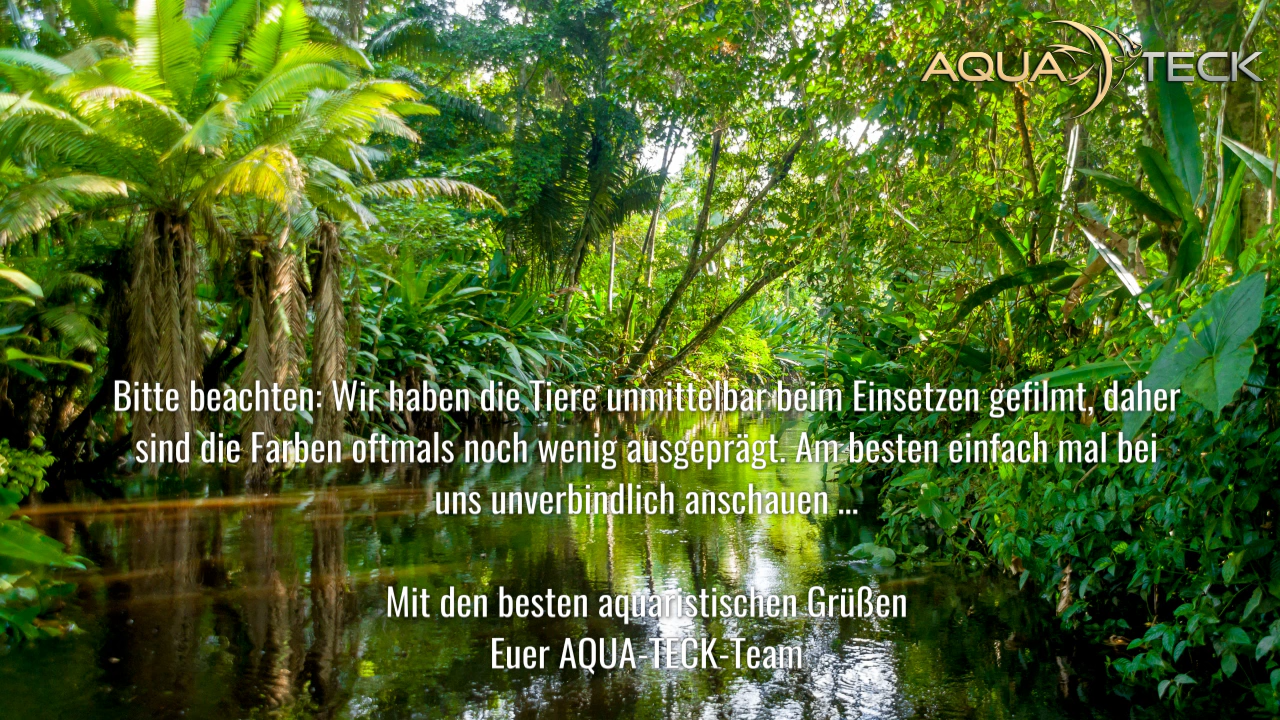 AQUA TECK
Bitte beachten: Wir haben die Tiere unmittelbar beim Einsetzen gefilmt, daher
sind die Farben oftmals noch wenig ausgeprägt. Am besten einfach mal bei
uns unverbindlich anschauen ...
Mit den besten aquaristischen Grüßen
Euer AQUA-TECK-Team